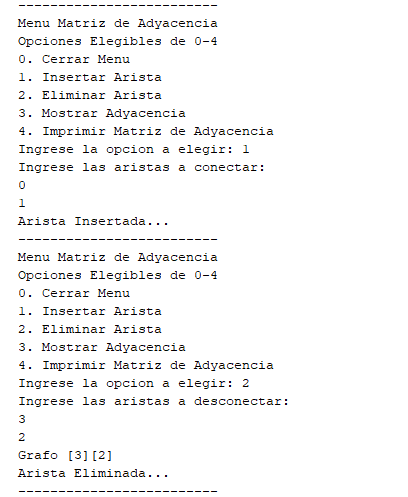 -------------------------
Menu Matriz de Adyacencia
Opciones Elegibles de 0-4
0. Cerrar Menu
1. Insertar Arista
2. Eliminar Arista
3. Mostrar Adyacencia
4. Imprimir Matriz de Adyacencia
Ingrese la opcion a elegir: 1
Ingrese las aristas a conectar:
0
1
Arista Insertada...
-------------------------
Menu Matriz de Adyacencia
Opciones Elegibles de 0-4
0. Cerrar Menu
1. Insertar Arista
2. Eliminar Arista
3. Mostrar Adyacencia
4. Imprimir Matriz de Adyacencia
Ingrese la opcion a elegir: 2
Ingrese las aristas a desconectar:
3
2
Grafo [3][2]
Arista Eliminada...
-------------------------